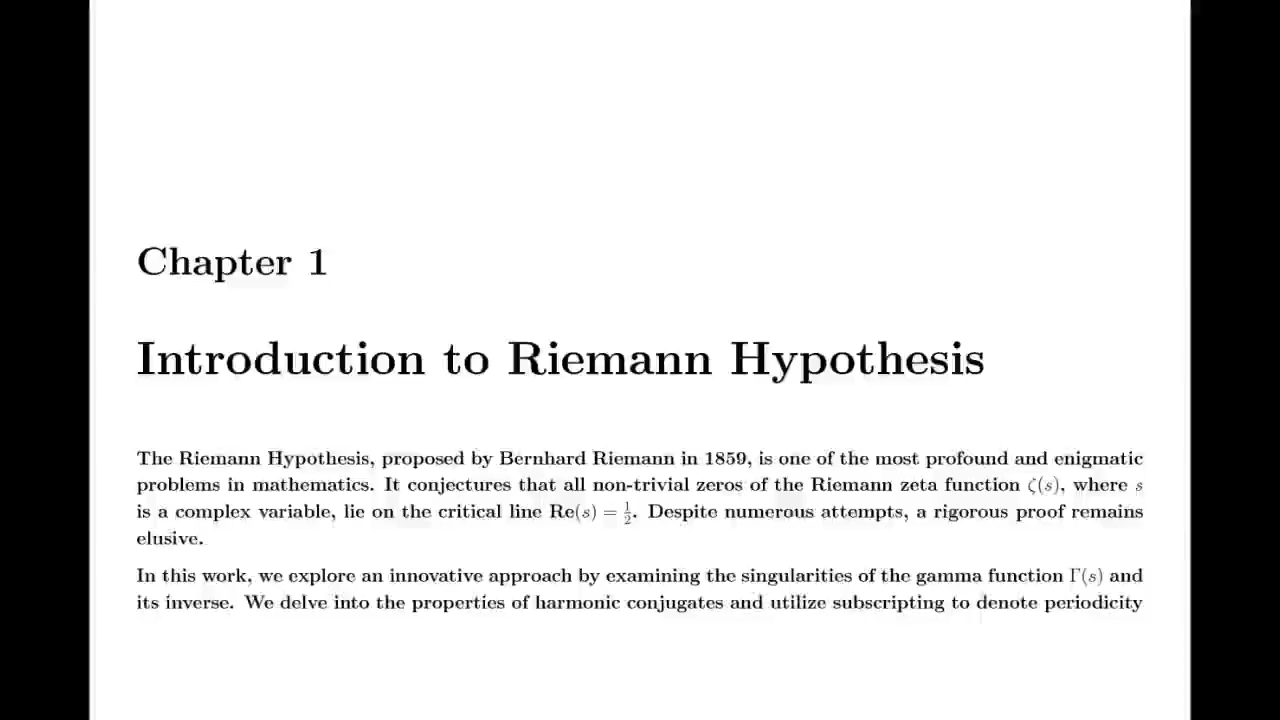 Chapter 1
Introduction to Riemann Hypothesis
The Riemann Hypothesis, proposed by Bernhard Riemann in 1859, is one of the most profound and enigmatic
problems in mathematics. It conjectures that all non-trivial zeros of the Riemann zeta function ζ(s), where s
is a complex variable, lie on the critical line Re(s) = 1/2. Despite numerous attempts, a rigorous proof remains
elusive.
In this work, we explore an innovative approach by examining the singularities of the gamma function Γ(s) and
its inverse. We delve into the properties of harmonic conjugates and utilize subscripting to denote periodicity